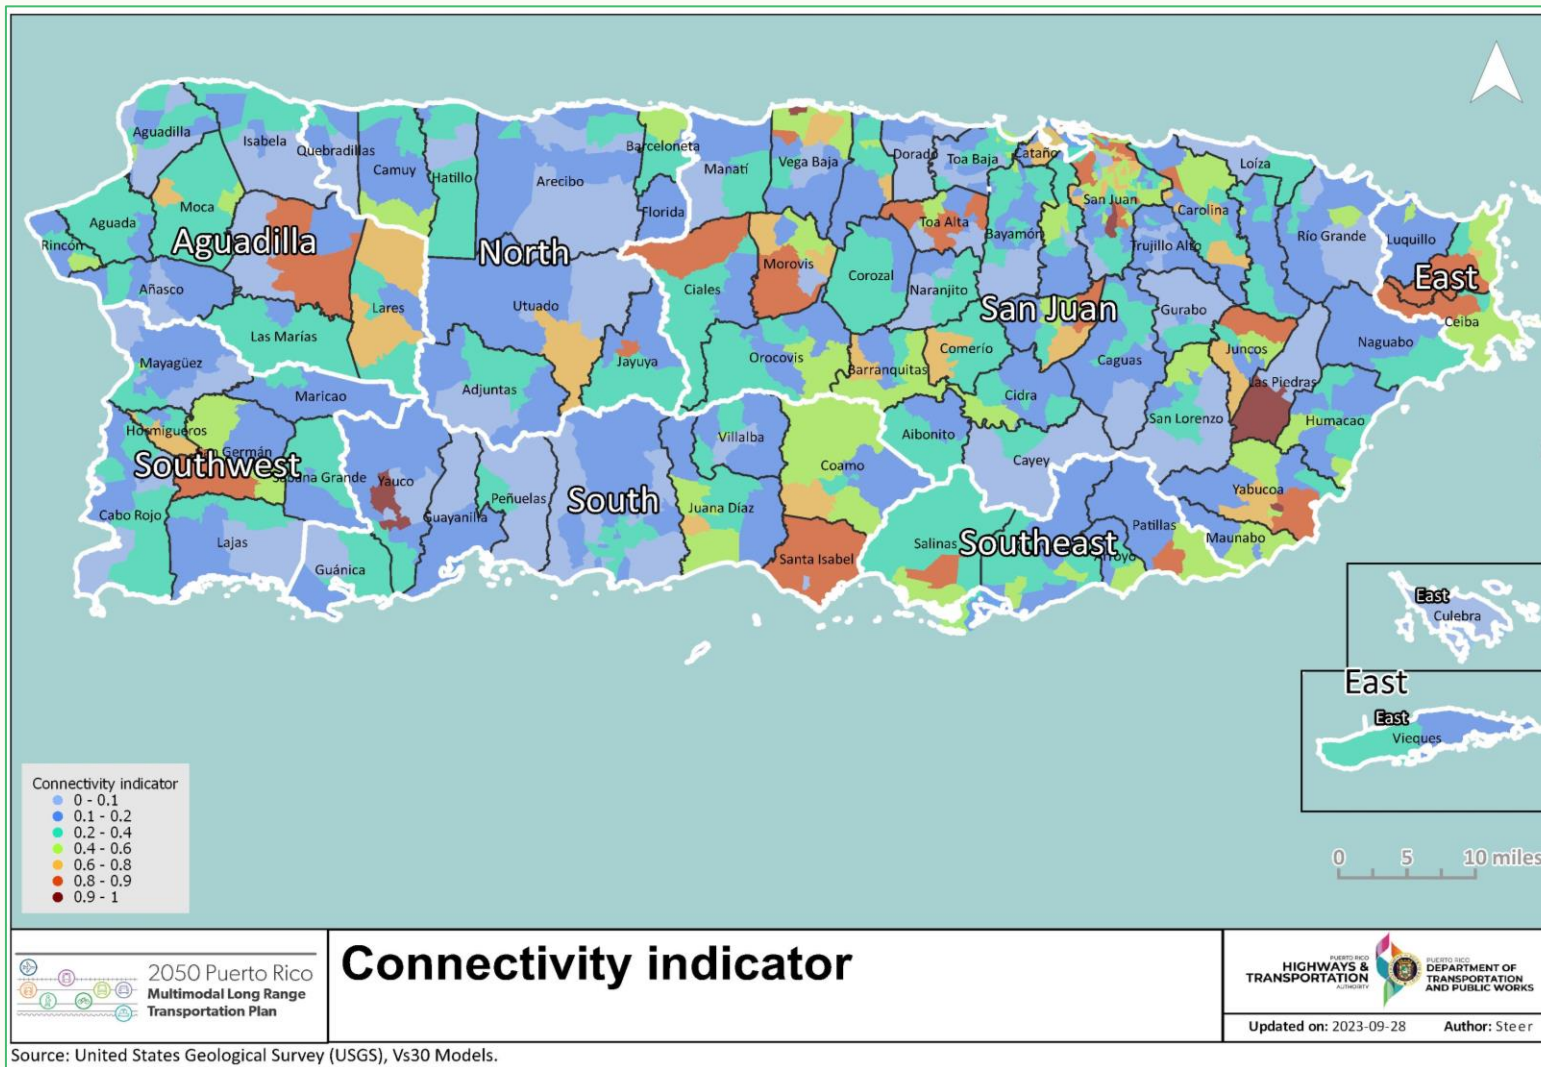 Aguadilla
Isabela
Quebradillas
Camuy
Hatillo
Arecibo
Barceloneta
Florida
Manatí
Vega Baja
Dorado
Toa Baja
Cataño
Loíza
Aguada
Moca
Rincón
Aguadilla
North
Toa Alta
Bayamón
San Juan
Carolina
Trujillo Alto
Río Grande
Luquillo
East
Ceiba
Añasco
Lares
Las Marías
Utuado
Ciales
Morovis
Corozal
Naranjito
San Juan
Gurabo
Juncos
Naguabo
Mayagüez
Maricao
Adjuntas
Jayuya
Orocovis
Barranquitas
Comerío
Cidra
Caguas
Las Piedras
San Lorenzo
Humacao
Hormigueros
Germán
Southwest
Sabana Grande
Yauco
Guayanilla
Peñuelas
South
Villalba
Juana Díaz
Coamo
Aibonito
Cayey
Yabucoa
Cabo Rojo
Lajas
Guánica
Santa Isabel
Salinas
Southeast
Arroyo
Patillas
Maunabo
East
Culebra
East
East
Vieques
Connectivity indicator
0 - 0.1
0.1 - 0.2
0.2 - 0.4
0.4 - 0.6
0.6 - 0.8
0.8 - 0.9
0.9 - 1
0 5 10 miles
2050 Puerto Rico
Multimodal Long Range
Transportation Plan
Connectivity indicator
PUERTO RICO
HIGHWAYS &
TRANSPORTATION
AUTHORITY
PUERTO RICO
DEPARTMENT OF
TRANSPORTATION
AND PUBLIC WORKS
Updated on: 2023-09-28 Author: Steer
Source: United States Geological Survey (USGS), Vs30 Models.